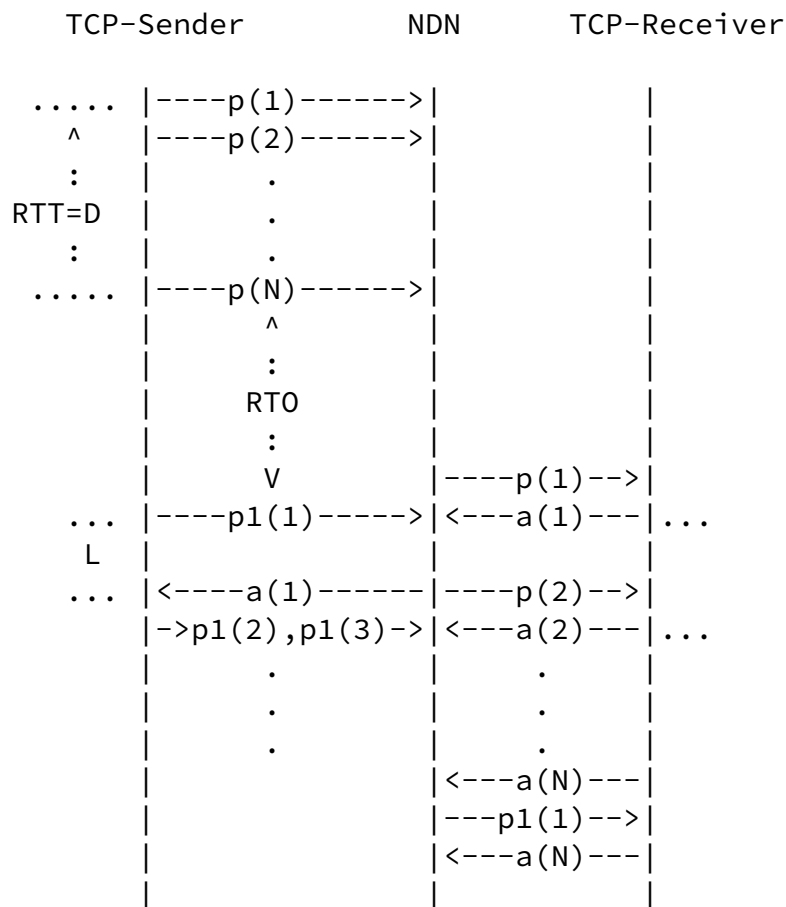 TCP-Sender          NDN       TCP-Receiver

 ..... |----p(1)------>|             |
   ^   |----p(2)------>|             |
   :   |       .       |             |
RTT=D  |       .       |             |
   :   |       .       |             |
 ..... |----p(N)------>|             |
       |       ^       |             |
       |       :       |             |
       |      RTO      |             |
       |       :       |             |
       |       V       |----p(1)-->|
   ... |----p1(1)----->|<---a(1)---|...
    L  |               |             |
   ... |<----a(1)------|----p(2)-->|
       |->p1(2),p1(3)->|<---a(2)---|...
       |       .       |     .       |
       |       .       |     .       |
       |       .       |     .       |
       |               |<---a(N)---|
       |               |---p1(1)-->|
       |               |<---a(N)---|
       |               |             |